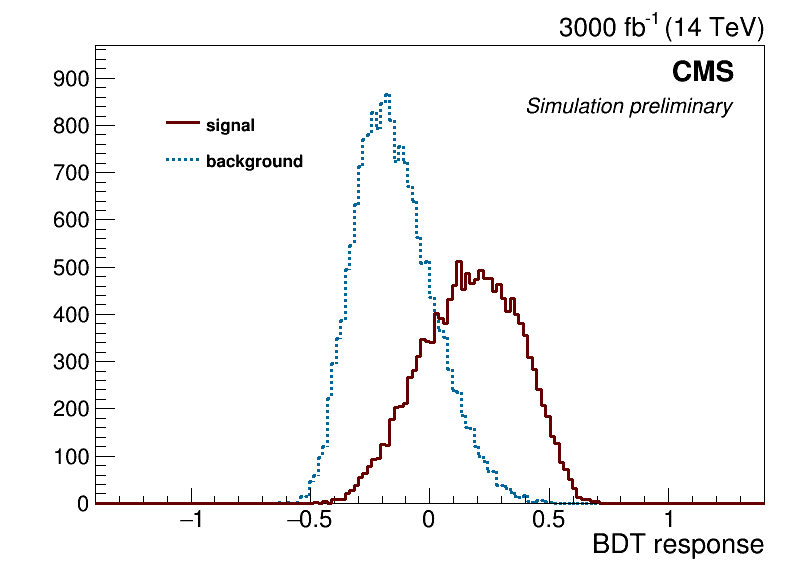 3000 fb⁻¹ (14 TeV)
CMS
Simulation preliminary
signal
background
900
800
700
600
500
400
300
200
100
0
−1
−0.5
0
0.5
1
BDT response